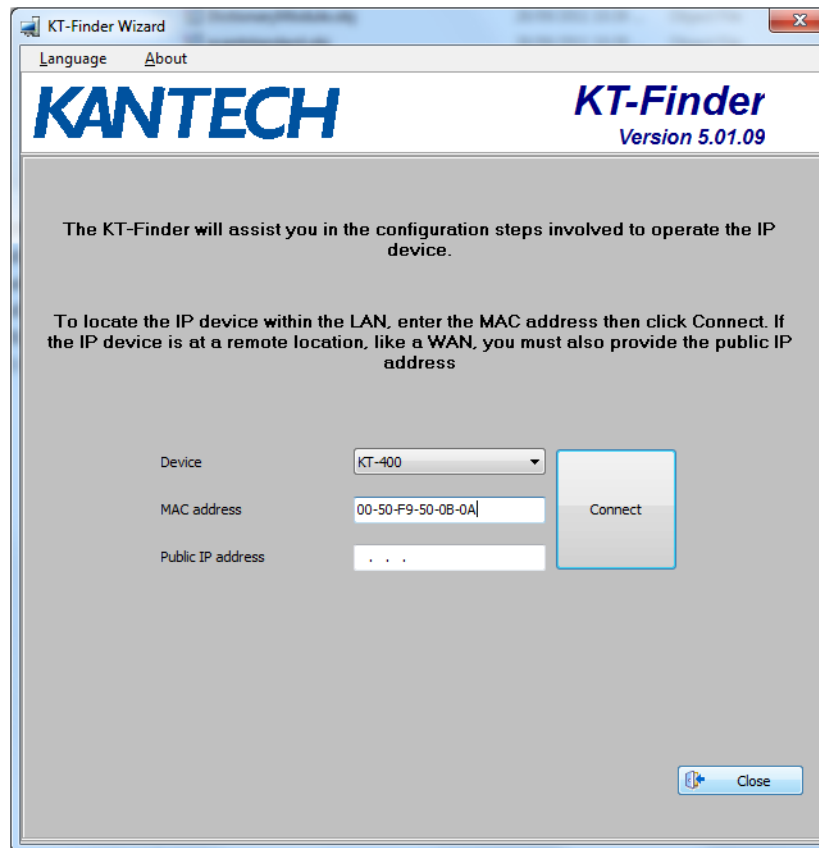 KT-Finder Wizard
Language About
KANTECH
KT-Finder
Version 5.01.09
The KT-Finder will assist you in the configuration steps involved to operate the IP
device.
To locate the IP device within the LAN, enter the MAC address then click Connect. If
the IP device is at a remote location, like a WAN, you must also provide the public IP
address
Device KT-400
MAC address 00-50-F9-50-0B-0A Connect
Public IP address . . .
Close